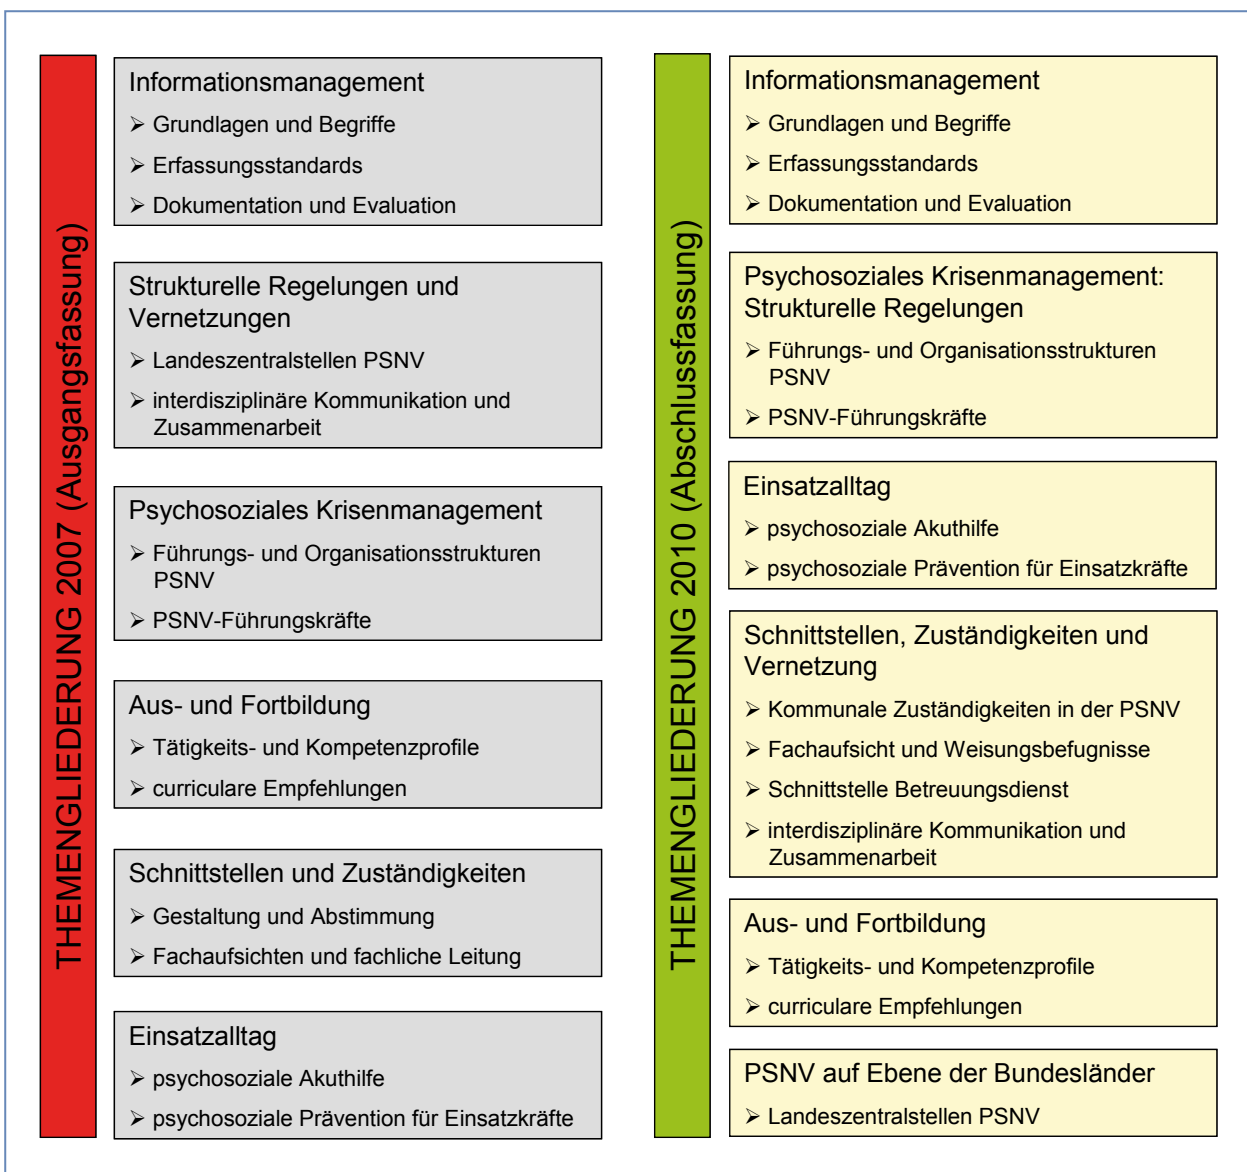 THEMENGLIEDERUNG 2007 (Ausgangsfassung)
Informationsmanagement
➢ Grundlagen und Begriffe
➢ Erfassungsstandards
➢ Dokumentation und Evaluation
Strukturelle Regelungen und
Vernetzungen
➢ Landeszentralstellen PSNV
➢ interdisziplinäre Kommunikation und
Zusammenarbeit
Psychosoziales Krisenmanagement
➢ Führungs- und Organisationsstrukturen
PSNV
➢ PSNV-Führungskräfte
Aus- und Fortbildung
➢ Tätigkeits- und Kompetenzprofile
➢ curriculare Empfehlungen
Schnittstellen und Zuständigkeiten
➢ Gestaltung und Abstimmung
➢ Fachaufsichten und fachliche Leitung
Einsatzalltag
➢ psychosoziale Akuthilfe
➢ psychosoziale Prävention für Einsatzkräfte
THEMENGLIEDERUNG 2010 (Abschlussfassung)
Informationsmanagement
➢ Grundlagen und Begriffe
➢ Erfassungsstandards
➢ Dokumentation und Evaluation
Psychosoziales Krisenmanagement:
Strukturelle Regelungen
➢ Führungs- und Organisationsstrukturen
PSNV
➢ PSNV-Führungskräfte
Einsatzalltag
➢ psychosoziale Akuthilfe
➢ psychosoziale Prävention für Einsatzkräfte
Schnittstellen, Zuständigkeiten und
Vernetzung
➢ Kommunale Zuständigkeiten in der PSNV
➢ Fachaufsicht und Weisungsbefugnisse
➢ Schnittstelle Betreuungsdienst
➢ interdisziplinäre Kommunikation und
Zusammenarbeit
Aus- und Fortbildung
➢ Tätigkeits- und Kompetenzprofile
➢ curriculare Empfehlungen
PSNV auf Ebene der Bundesländer
➢ Landeszentralstellen PSNV